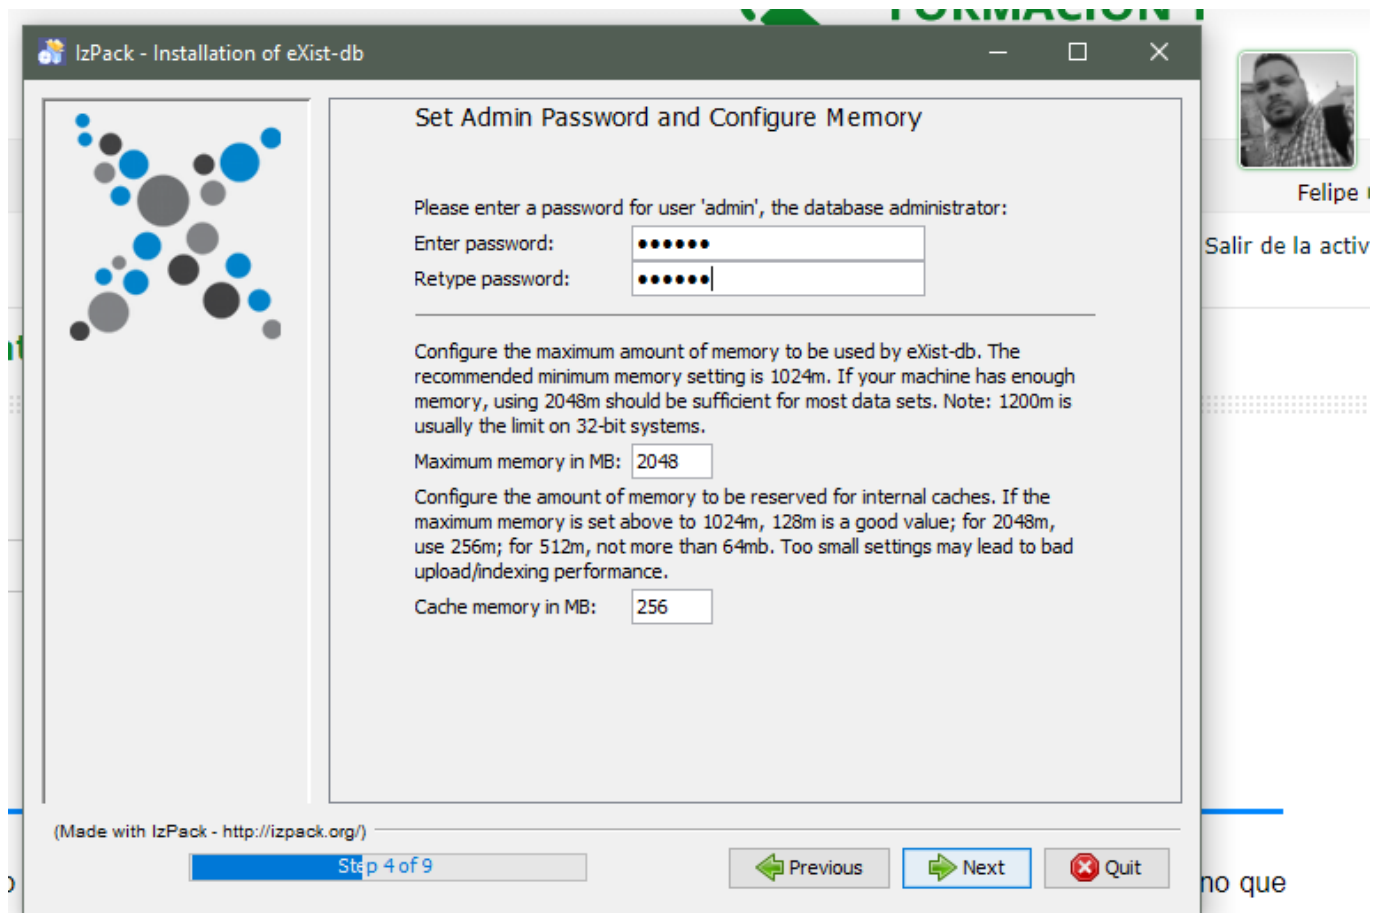 FORMACIÓN Y
IzPack - Installation of eXist-db
Set Admin Password and Configure Memory
Felipe
Please enter a password for user 'admin', the database administrator:
Enter password: ●●●●●●
Salir de la activ
Retype password: ●●●●●●
Configure the maximum amount of memory to be used by eXist-db. The
recommended minimum memory setting is 1024m. If your machine has enough
memory, using 2048m should be sufficient for most data sets. Note: 1200m is
usually the limit on 32-bit systems.
Maximum memory in MB: 2048
Configure the amount of memory to be reserved for internal caches. If the
maximum memory is set above to 1024m, 128m is a good value; for 2048m,
use 256m; for 512m, not more than 64mb. Too small settings may lead to bad
upload/indexing performance.
Cache memory in MB: 256
(Made with IzPack - http://izpack.org/)
Step 4 of 9
Previous
Next
Quit
no que